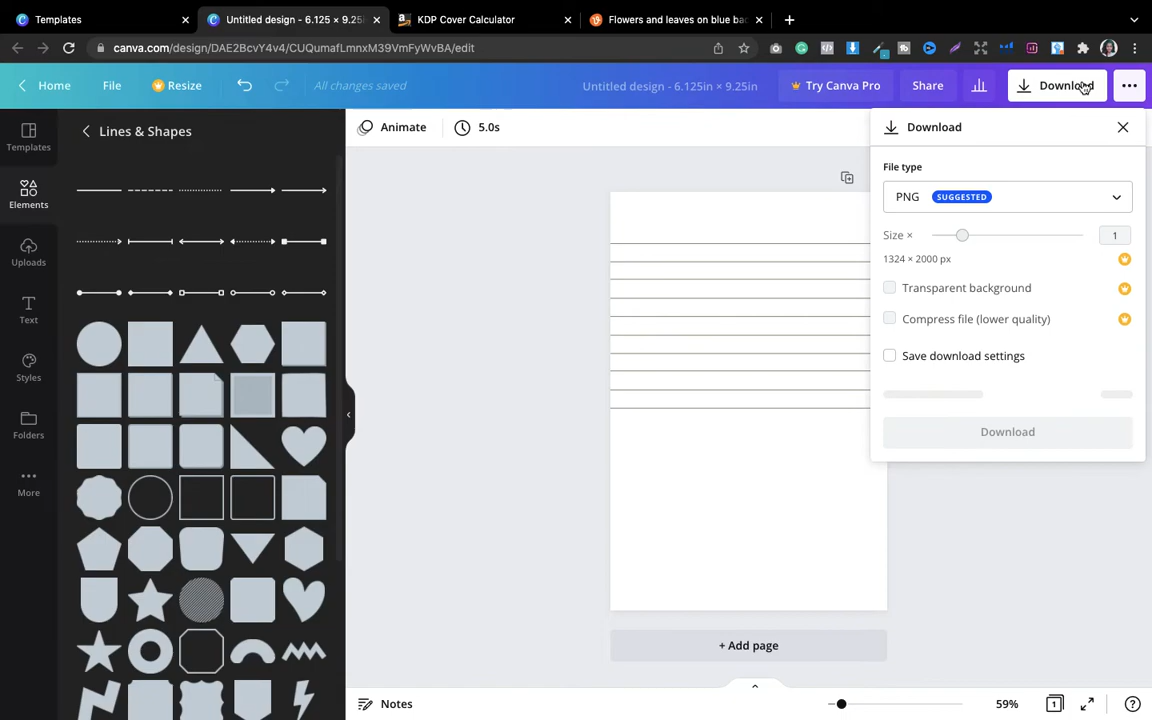 Templates
Untitled design - 6.125 × 9.25
KDP Cover Calculator
Flowers and leaves on blue bac
canva.com/design/DAE2BcvY4v4/CUQumafLmnxM39VmFyWvBA/edit
Home
File
Resize
All changes saved
Untitled design - 6.125in × 9.25in
Try Canva Pro
Share
Download
Templates
Elements
Uploads
Text
Styles
Folders
More
Lines & Shapes
Animate
5.0s
Download
File type
PNG SUGGESTED
Size × 1
1324 × 2000 px
Transparent background
Compress file (lower quality)
Save download settings
Download
+ Add page
Notes
59%
1
?